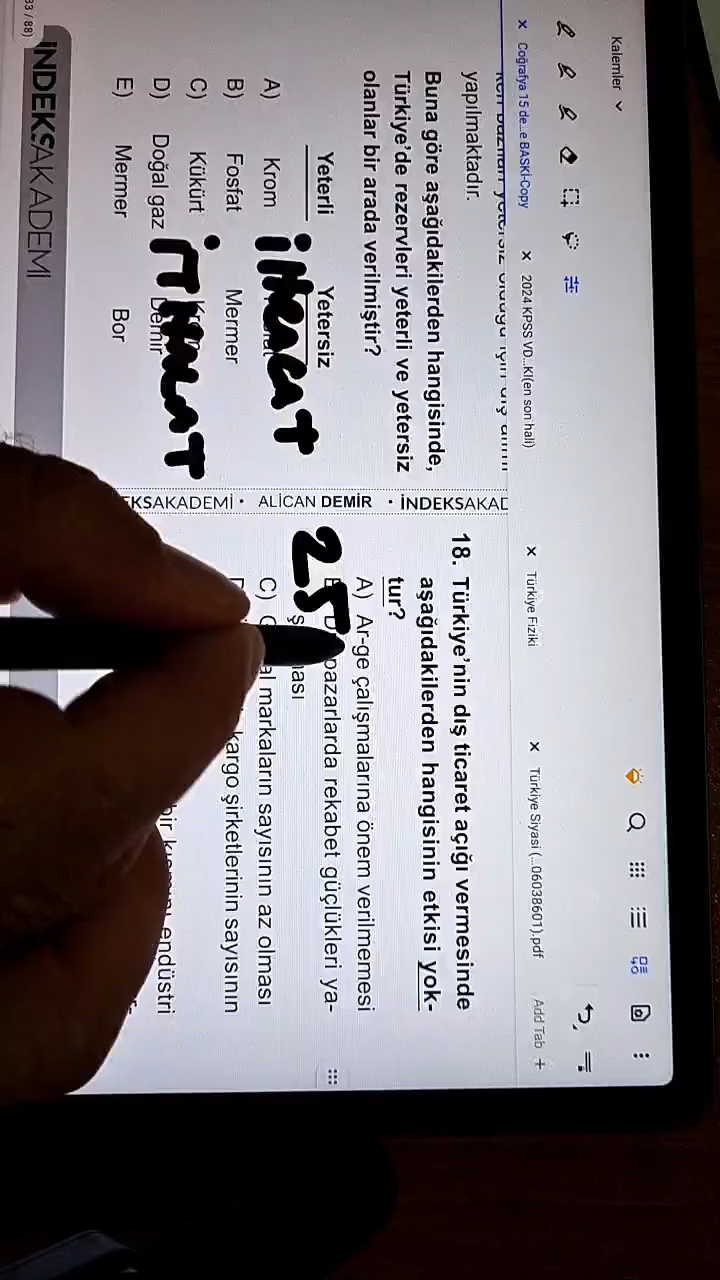 Kalemler
× Coğrafya 15 de...e BASKI-Copy
× 2024 KPSS VD...Kİ(en son hali)
× Türkiye Fiziki
× Türkiye Siyasi (...06038601).pdf
Add Tab +
yapılmaktadır.
Buna göre aşağıdakilerden hangisinde,
Türkiye'de rezervleri yeterli ve yetersiz
olanlar bir arada verilmiştir?
Yeterli Yetersiz
A) Krom
B) Fosfat Mermer
C) Kükürt
D) Doğal gaz Demir
E) Mermer Bor
İHRACAT
İTHALAT
İNDEKSAKADEMİ
KSAKADEMİ • ALİCAN DEMİR • İNDEKSAKAD
18. Türkiye'nin dış ticaret açığı vermesinde
aşağıdakilerden hangisinin etkisi yok-
tur?
A) Ar-ge çalışmalarına önem verilmemesi
pazarlarda rekabet güçlükleri ya-
25
C) markaların sayısının az olması
kargo şirketlerinin sayısının
endüstri